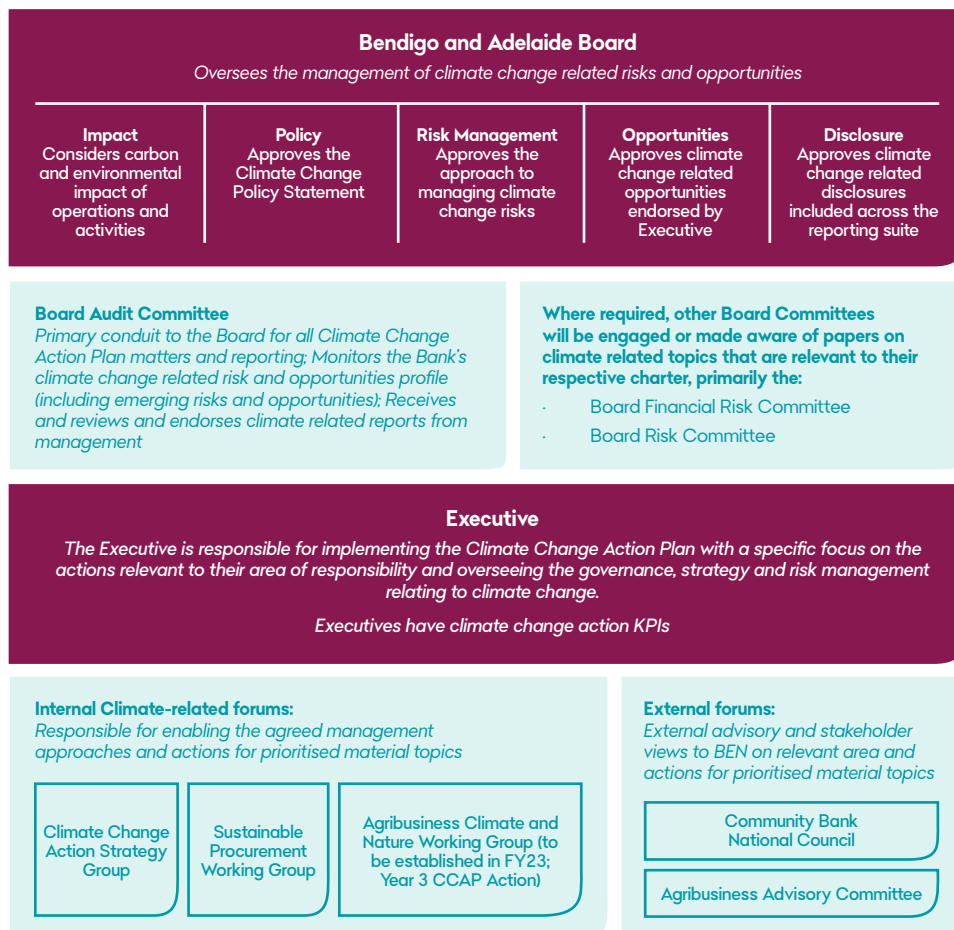 Bendigo and Adelaide Board
Oversees the management of climate change related risks and opportunities
Impact
Considers carbon
and environmental
impact of
operations and
activities
Policy
Approves the
Climate Change
Policy Statement
Risk Management
Approves the
approach to
managing climate
change risks
Opportunities
Approves climate
change related
opportunities
endorsed by
Executive
Disclosure
Approves climate
change related
disclosures
included across the
reporting suite
Board Audit Committee
Primary conduit to the Board for all Climate Change
Action Plan matters and reporting; Monitors the Bank's
climate change related risk and opportunities profile
(including emerging risks and opportunities); Receives
and reviews and endorses climate related reports from
management
Where required, other Board Committees
will be engaged or made aware of papers on
climate related topics that are relevant to their
respective charter, primarily the:
· Board Financial Risk Committee
· Board Risk Committee
Executive
The Executive is responsible for implementing the Climate Change Action Plan with a specific focus on the
actions relevant to their area of responsibility and overseeing the governance, strategy and risk management
relating to climate change.
Executives have climate change action KPIs
Internal Climate-related forums:
Responsible for enabling the agreed management
approaches and actions for prioritised material topics
Climate Change
Action Strategy
Group
Sustainable
Procurement
Working Group
Agribusiness Climate and
Nature Working Group (to
be established in FY23;
Year 3 CCAP Action)
External forums:
External advisory and stakeholder
views to BEN on relevant area and
actions for prioritised material topics
Community Bank
National Council
Agribusiness Advisory Committee